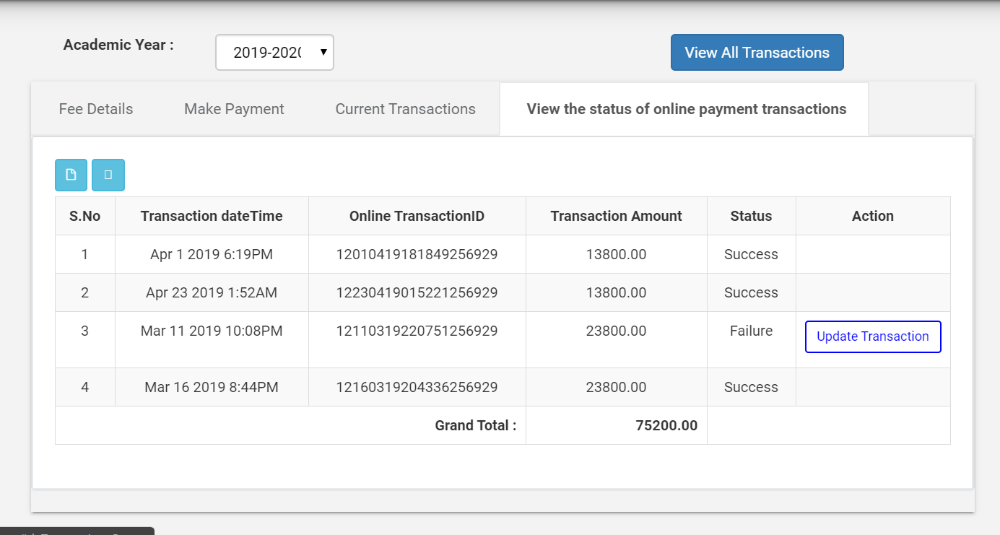 Academic Year :
2019-202
View All Transactions
Fee Details Make Payment Current Transactions View the status of online payment transactions
S.No Transaction dateTime Online TransactionID Transaction Amount Status Action
1 Apr 1 2019 6:19PM 12010419181849256929 13800.00 Success
2 Apr 23 2019 1:52AM 12230419015221256929 13800.00 Success
3 Mar 11 2019 10:08PM 12110319220751256929 23800.00 Failure Update Transaction
4 Mar 16 2019 8:44PM 12160319204336256929 23800.00 Success
Grand Total : 75200.00